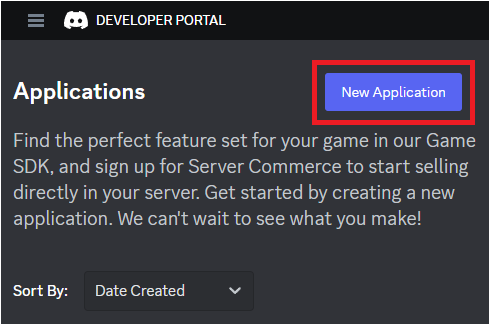 DEVELOPER PORTAL
Applications
New Application
Find the perfect feature set for your game in our Game
SDK, and sign up for Server Commerce to start selling
directly in your server. Get started by creating a new
application. We can't wait to see what you make!
Sort By:
Date Created